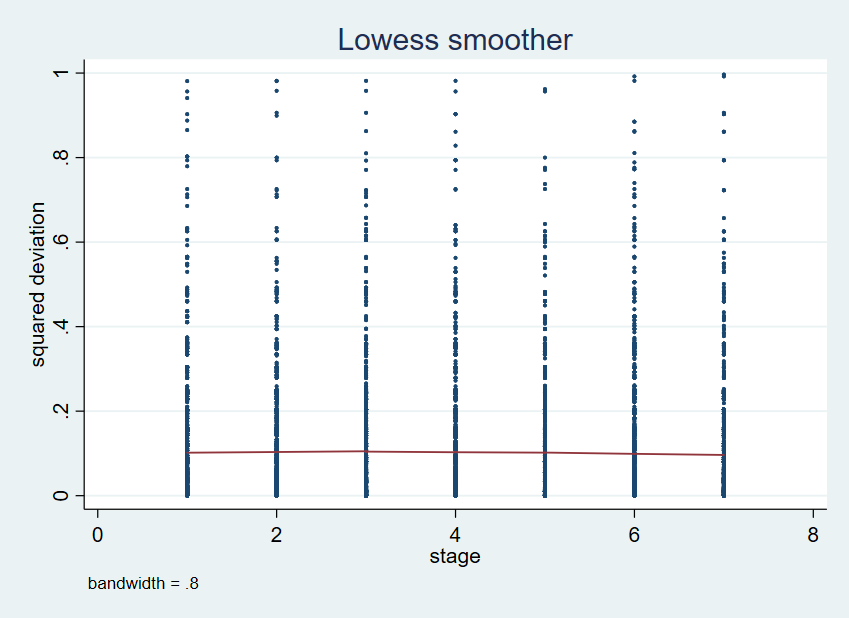 Lowess smoother
squared deviation
1
.8
.6
.4
.2
0
0 2 4 6 8
stage
bandwidth = .8